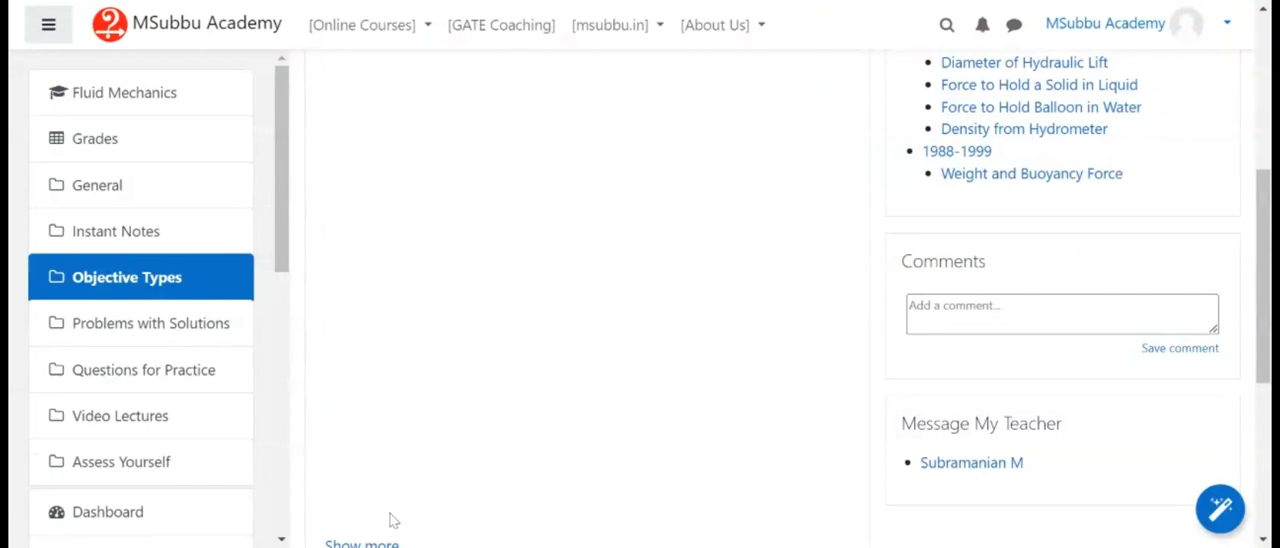 MSubbu Academy
[Online Courses]
[GATE Coaching]
[msubbu.in]
[About Us]
MSubbu Academy
Fluid Mechanics
Grades
General
Instant Notes
Objective Types
Problems with Solutions
Questions for Practice
Video Lectures
Assess Yourself
Dashboard
Show more
Diameter of Hydraulic Lift
Force to Hold a Solid in Liquid
Force to Hold Balloon in Water
Density from Hydrometer
1988-1999
Weight and Buoyancy Force
Comments
Add a comment...
Save comment
Message My Teacher
Subramanian M